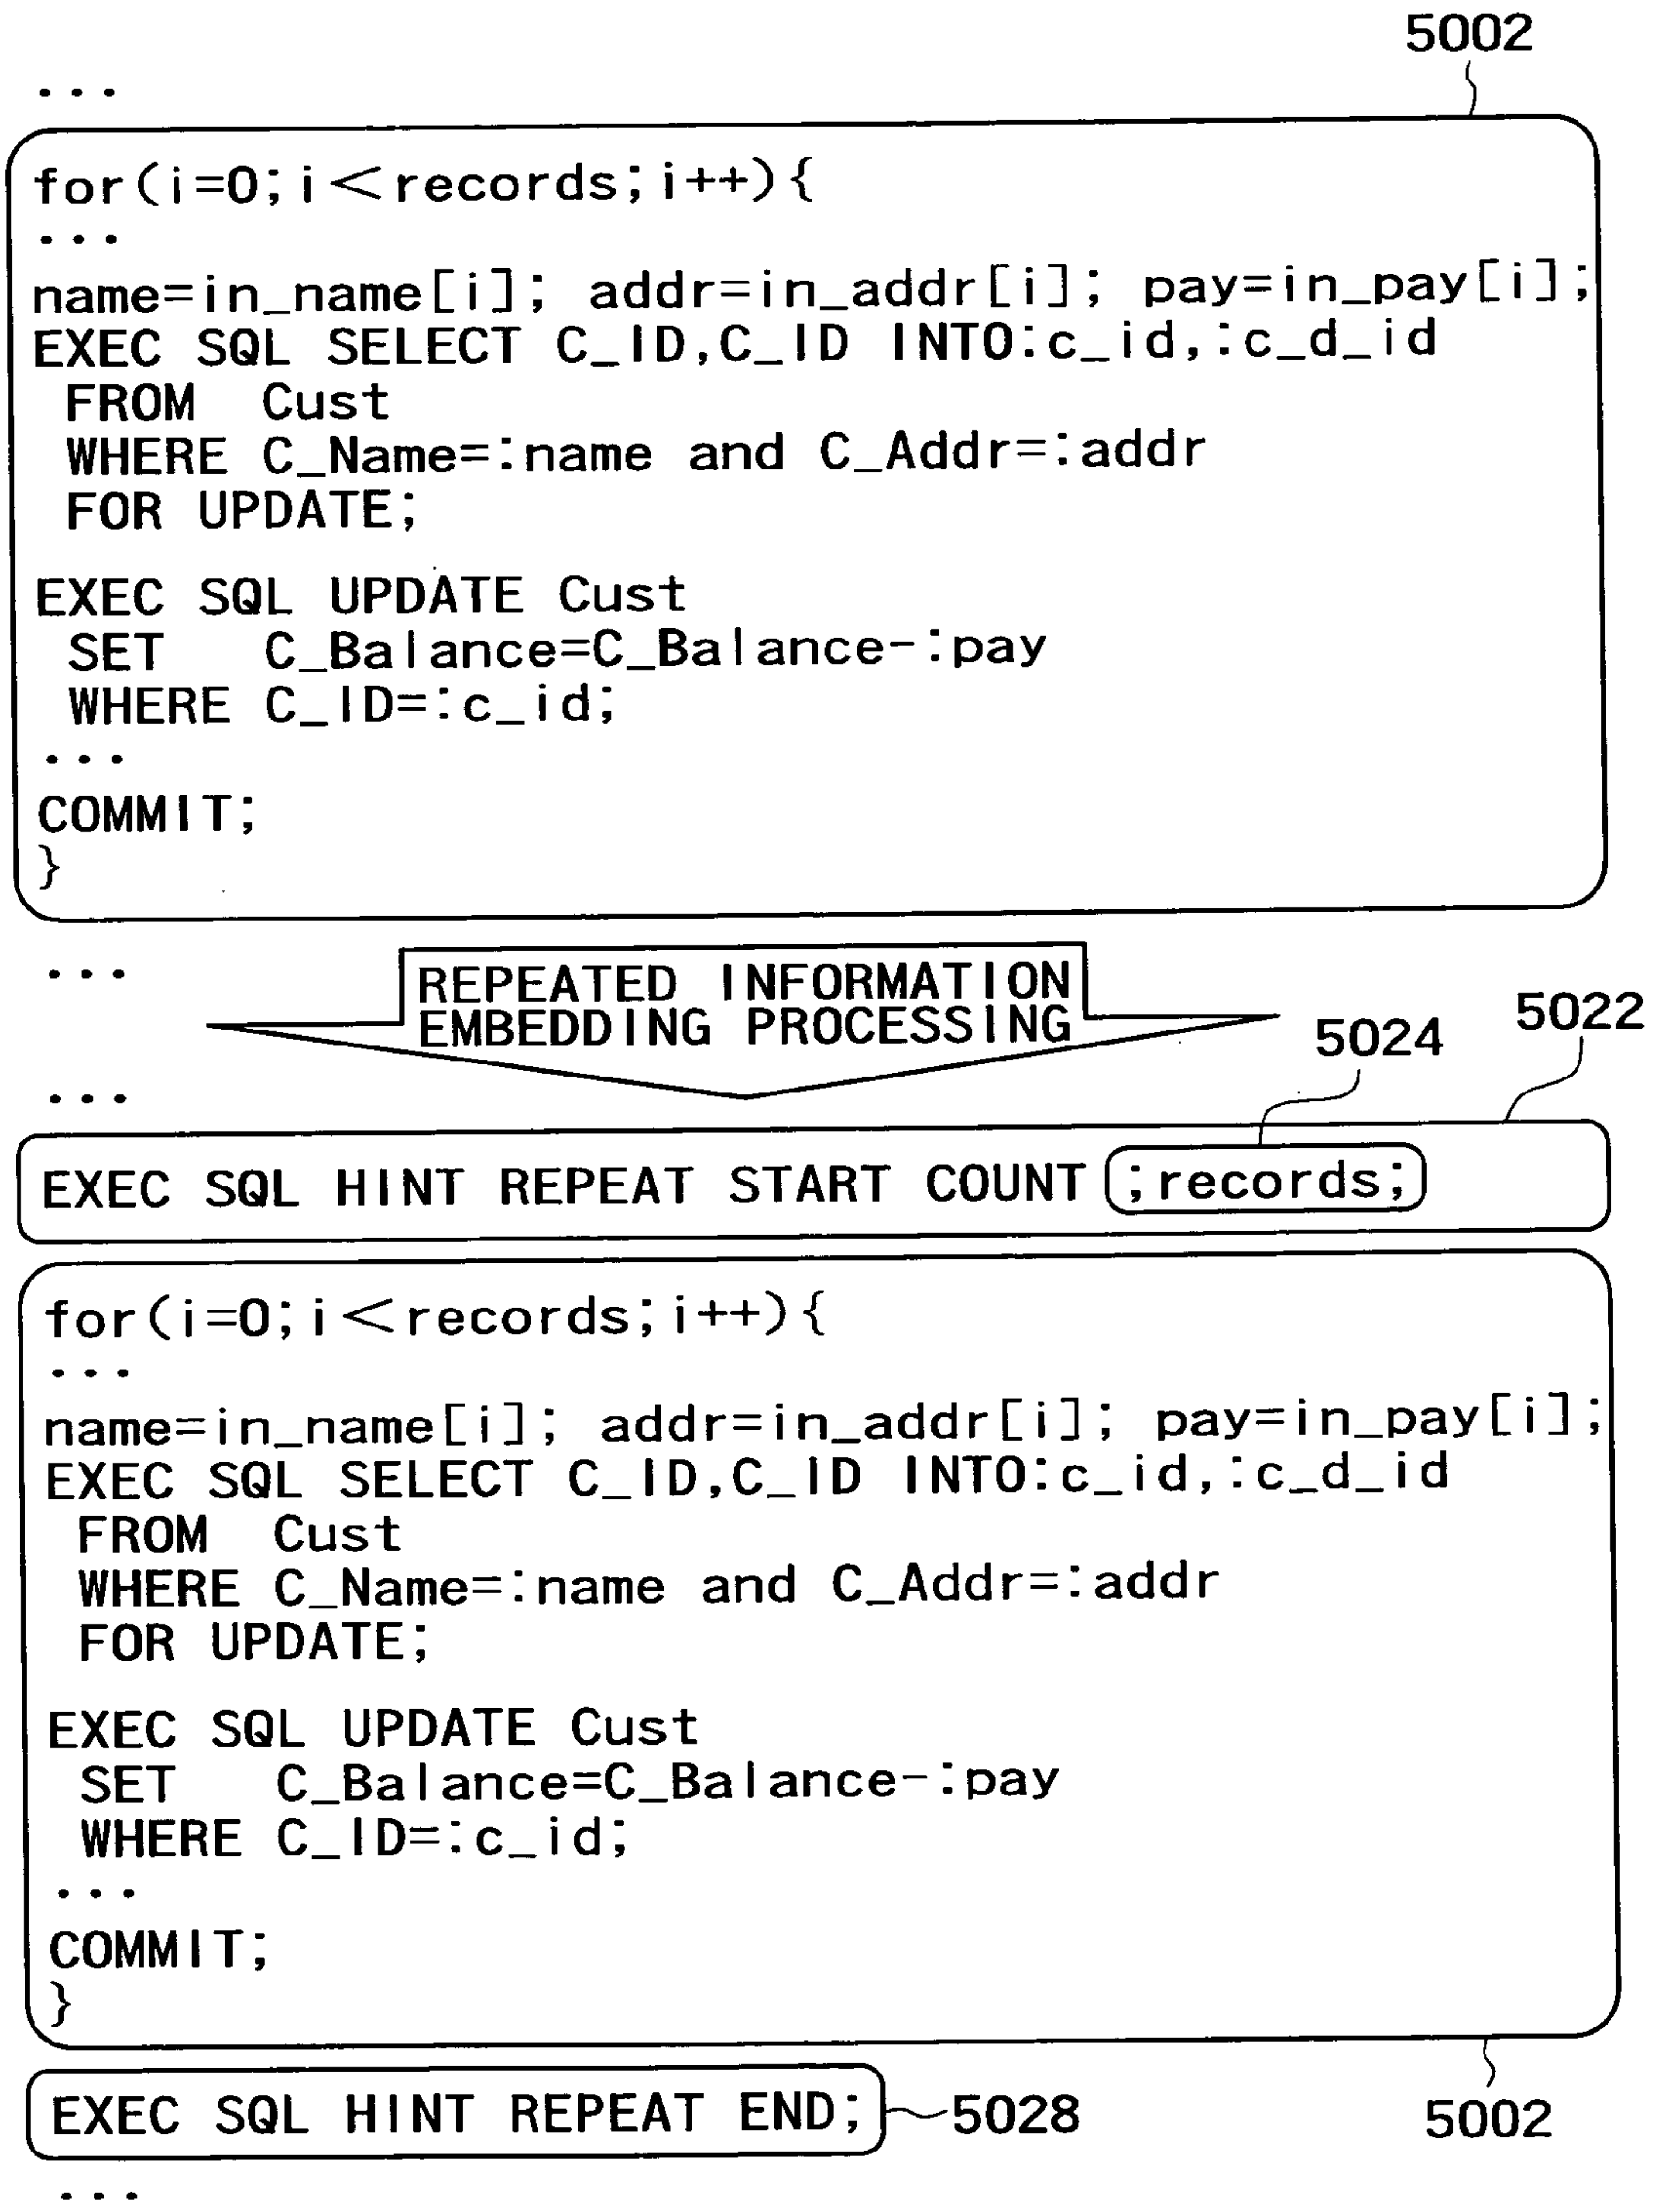 5002
...
for(i=0;i<records;i++){
...
name=in_name[i]; addr=in_addr[i]; pay=in_pay[i];
EXEC SQL SELECT C_ID,C_ID INTO:c_id,:c_d_id
FROM Cust
WHERE C_Name=:name and C_Addr=:addr
FOR UPDATE;
EXEC SQL UPDATE Cust
SET C_Balance=C_Balance-:pay
WHERE C_ID=:c_id;
...
COMMIT;
}
...
REPEATED INFORMATION
EMBEDDING PROCESSING
5022
5024
...
EXEC SQL HINT REPEAT START COUNT ;records;
for(i=0;i<records;i++){
...
name=in_name[i]; addr=in_addr[i]; pay=in_pay[i];
EXEC SQL SELECT C_ID,C_ID INTO:c_id,:c_d_id
FROM Cust
WHERE C_Name=:name and C_Addr=:addr
FOR UPDATE;
EXEC SQL UPDATE Cust
SET C_Balance=C_Balance-:pay
WHERE C_ID=:c_id;
...
COMMIT;
}
EXEC SQL HINT REPEAT END;
5028
5002
...